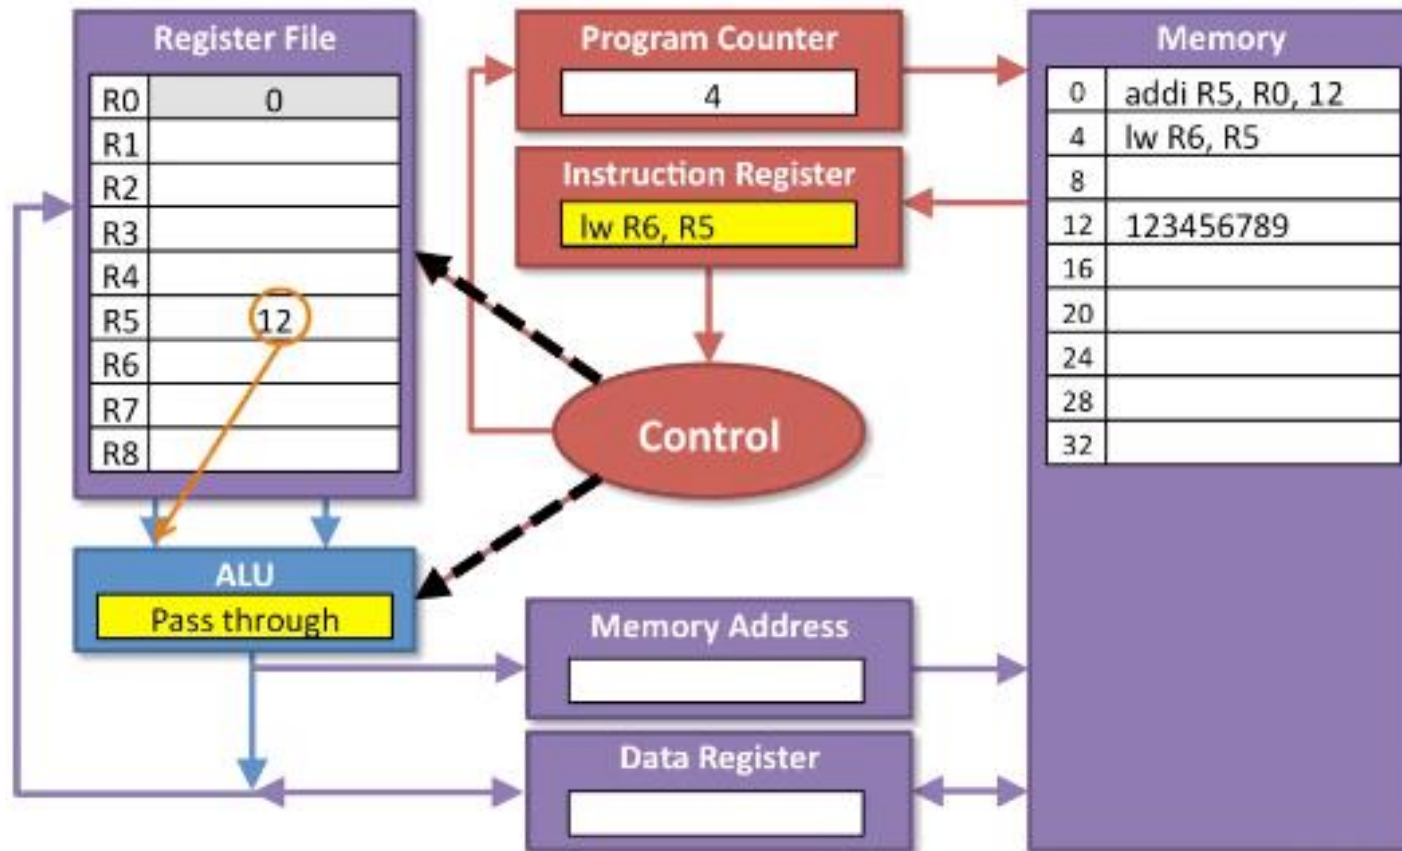 Register File
R0 0
R1
R2
R3
R4
R5 12
R6
R7
R8
ALU
Pass through
Program Counter
4
Instruction Register
lw R6, R5
Control
Memory Address
Data Register
Memory
0 addi R5, R0, 12
4 lw R6, R5
8
12 123456789
16
20
24
28
32